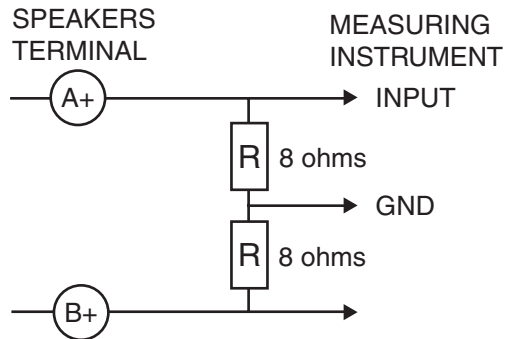 SPEAKERS
TERMINAL
MEASURING
INSTRUMENT
A+
INPUT
R 8 ohms
GND
R 8 ohms
B+